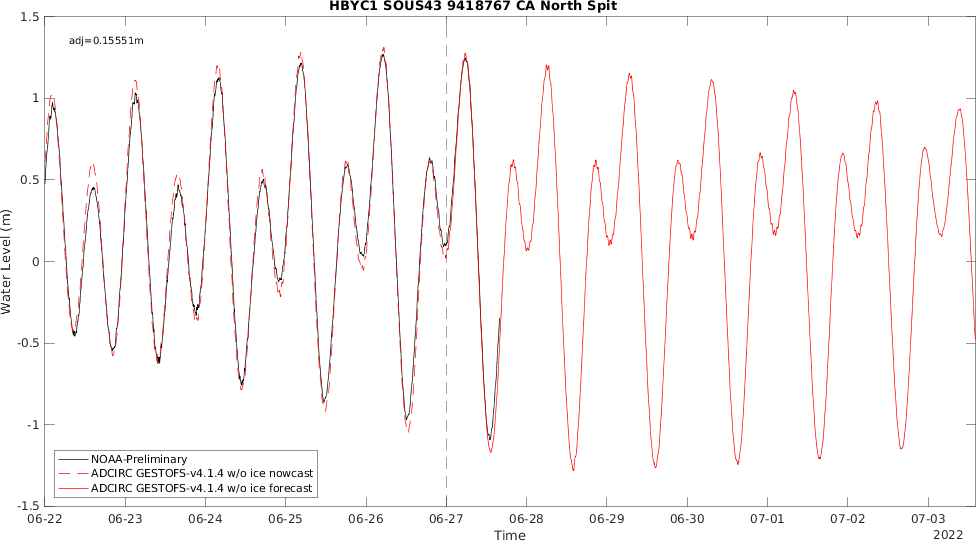 HBYC1 SOUS43 9418767 CA North Spit
adj=0.15551m
1.5
1
0.5
0
-0.5
-1
-1.5
Water Level (m)
NOAA-Preliminary
ADCIRC GESTOFS-v4.1.4 w/o ice nowcast
ADCIRC GESTOFS-v4.1.4 w/o ice forecast
06-22 06-23 06-24 06-25 06-26 06-27 06-28 06-29 06-30 07-01 07-02 07-03
Time
2022